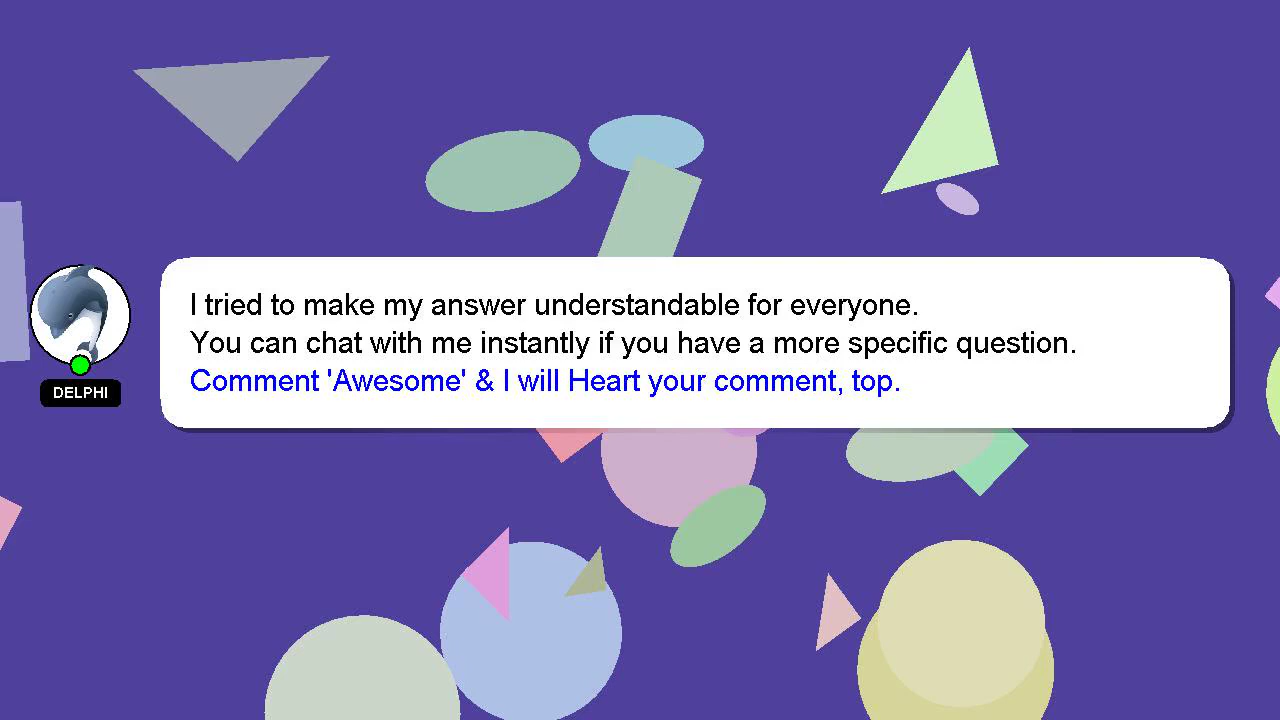 I tried to make my answer understandable for everyone.
You can chat with me instantly if you have a more specific question.
Comment 'Awesome' & I will Heart your comment, top.
DELPHI